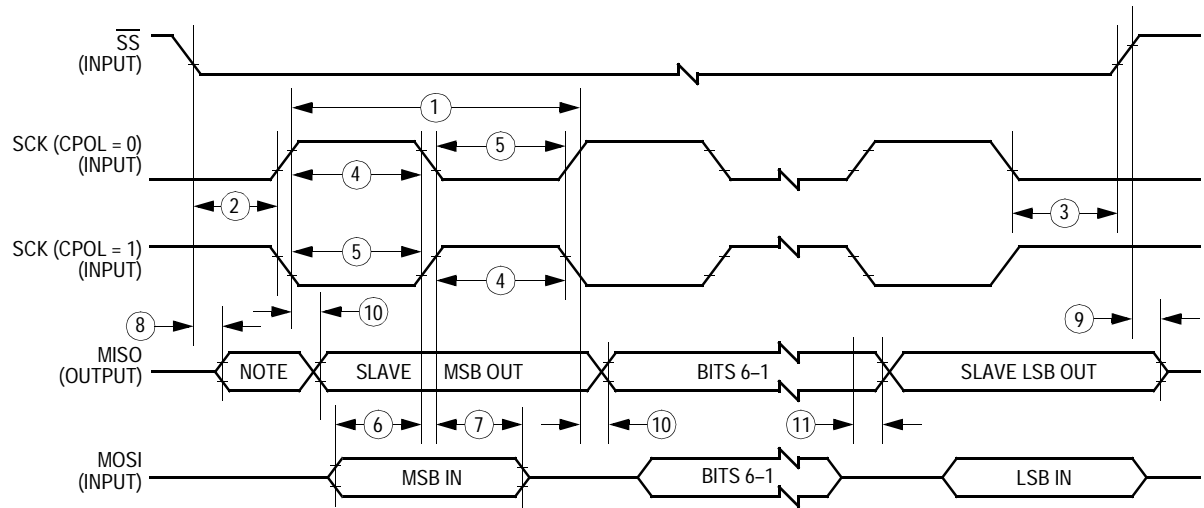 SS
(INPUT)
1
SCK (CPOL = 0)
(INPUT)
5
4
2
3
SCK (CPOL = 1)
(INPUT)
5
4
8
10
9
MISO
(OUTPUT)
NOTE
SLAVE MSB OUT
BITS 6–1
SLAVE LSB OUT
6
7
10
11
MOSI
(INPUT)
MSB IN
BITS 6–1
LSB IN